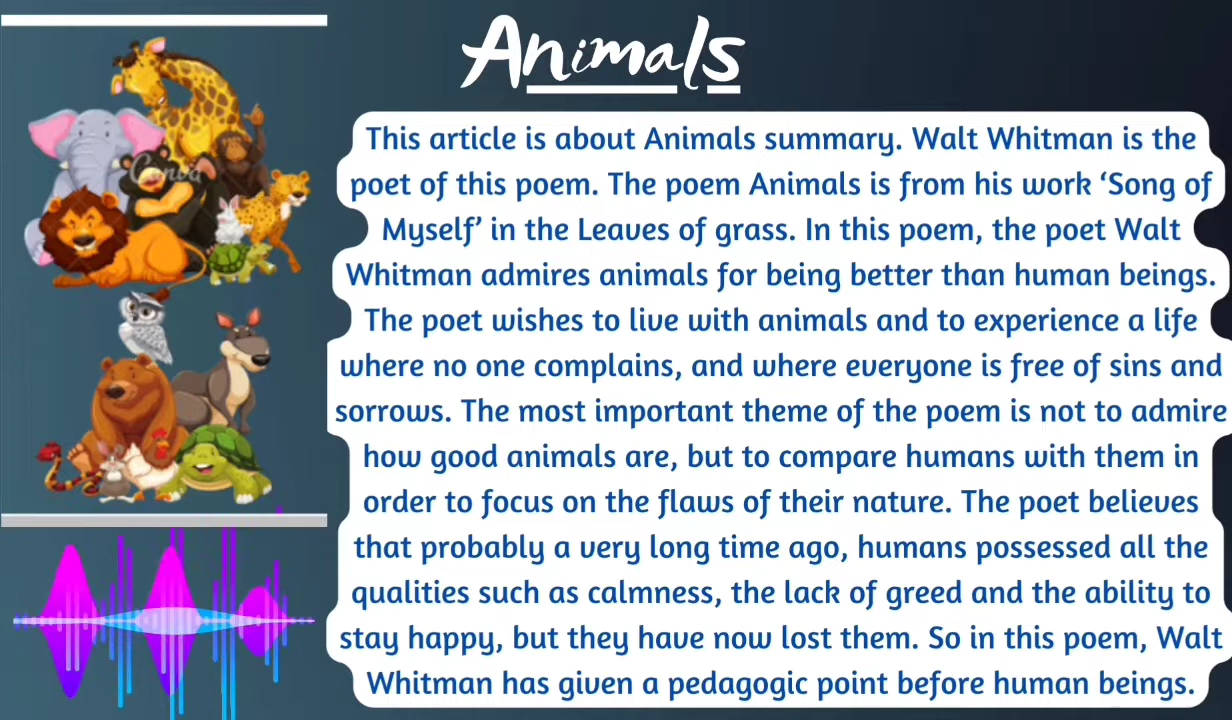 Animals
This article is about Animals summary. Walt Whitman is the
poet of this poem. The poem Animals is from his work ‘Song of
Myself’ in the Leaves of grass. In this poem, the poet Walt
Whitman admires animals for being better than human beings.
The poet wishes to live with animals and to experience a life
where no one complains, and where everyone is free of sins and
sorrows. The most important theme of the poem is not to admire
how good animals are, but to compare humans with them in
order to focus on the flaws of their nature. The poet believes
that probably a very long time ago, humans possessed all the
qualities such as calmness, the lack of greed and the ability to
stay happy, but they have now lost them. So in this poem, Walt
Whitman has given a pedagogic point before human beings.
Canva